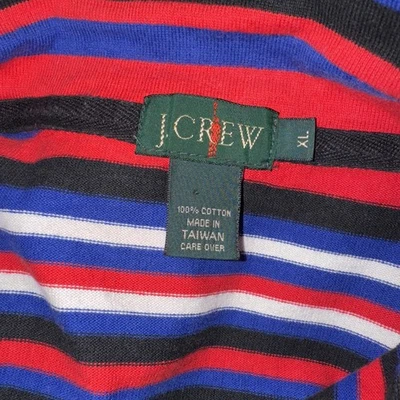 J.CREW
XL
100% COTTON
MADE IN
TAIWAN
CARE OVER